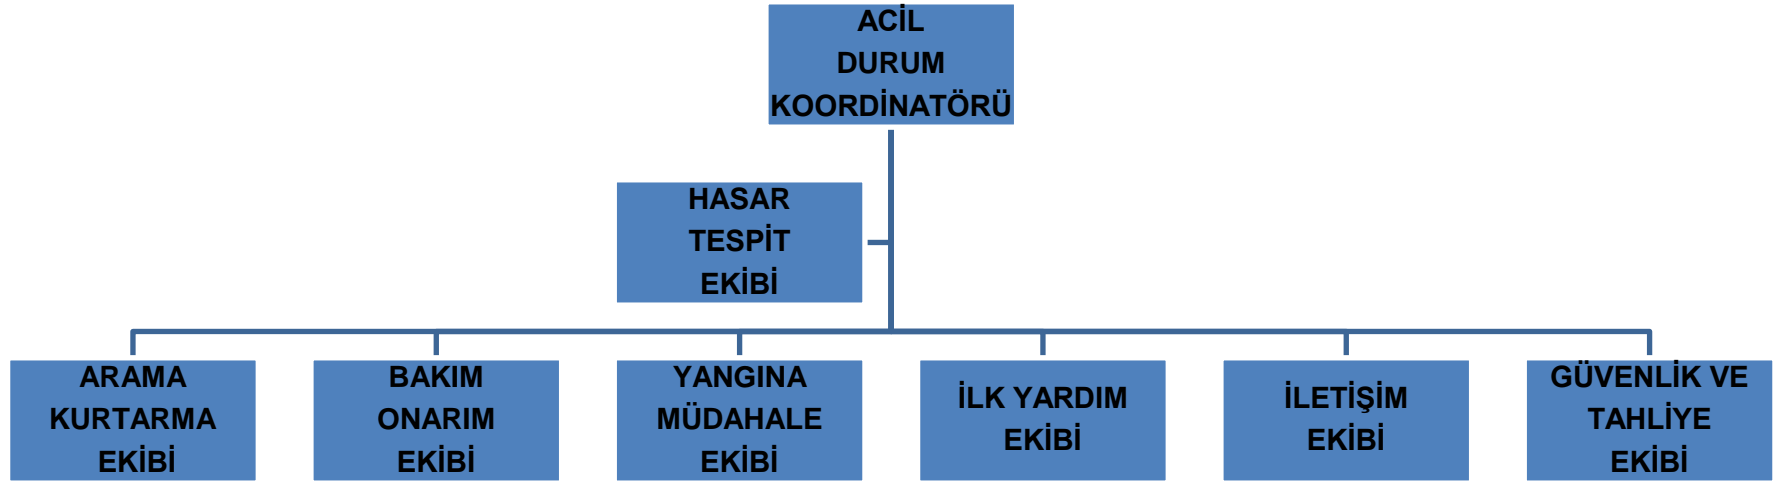 ACİL
DURUM
KOORDİNATÖRÜ
HASAR
TESPİT
EKİBİ
ARAMA
KURTARMA
EKİBİ
BAKIM
ONARIM
EKİBİ
YANGINA
MÜDAHALE
EKİBİ
İLK YARDIM
EKİBİ
İLETİŞİM
EKİBİ
GÜVENLİK VE
TAHLİYE
EKİBİ